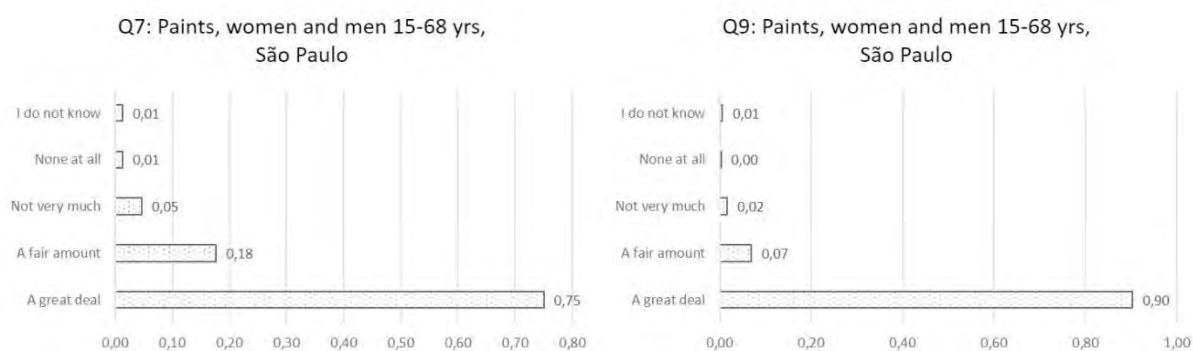 Q7: Paints, women and men 15-68 yrs,
São Paulo
I do not know
0,01
None at all
0,01
Not very much
0,05
A fair amount
0,18
A great deal
0,75
0,00 0,10 0,20 0,30 0,40 0,50 0,60 0,70 0,80
Q9: Paints, women and men 15-68 yrs,
São Paulo
I do not know
0,01
None at all
0,00
Not very much
0,02
A fair amount
0,07
A great deal
0,90
0,00 0,20 0,40 0,60 0,80 1,00